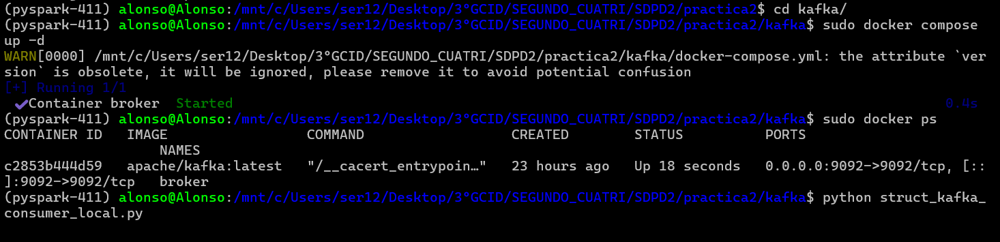 (pyspark-411) alonso@Alonso:/mnt/c/Users/ser12/Desktop/3°GCID/SEGUNDO_CUATRI/SDPD2/practica2$ cd kafka/
(pyspark-411) alonso@Alonso:/mnt/c/Users/ser12/Desktop/3°GCID/SEGUNDO_CUATRI/SDPD2/practica2/kafka$ sudo docker compose
up -d
WARN[0000] /mnt/c/Users/ser12/Desktop/3°GCID/SEGUNDO_CUATRI/SDPD2/practica2/kafka/docker-compose.yml: the attribute `ver
sion` is obsolete, it will be ignored, please remove it to avoid potential confusion
[+] Running 1/1
✔Container broker  Started 0.4s
(pyspark-411) alonso@Alonso:/mnt/c/Users/ser12/Desktop/3°GCID/SEGUNDO_CUATRI/SDPD2/practica2/kafka$ sudo docker ps
CONTAINER ID   IMAGE                 COMMAND                  CREATED        STATUS          PORTS
NAMES
c2853b444d59   apache/kafka:latest   "/__cacert_entrypoin…"   23 hours ago   Up 18 seconds   0.0.0.0:9092->9092/tcp, [::
]:9092->9092/tcp   broker
(pyspark-411) alonso@Alonso:/mnt/c/Users/ser12/Desktop/3°GCID/SEGUNDO_CUATRI/SDPD2/practica2/kafka$ python struct_kafka_
consumer_local.py